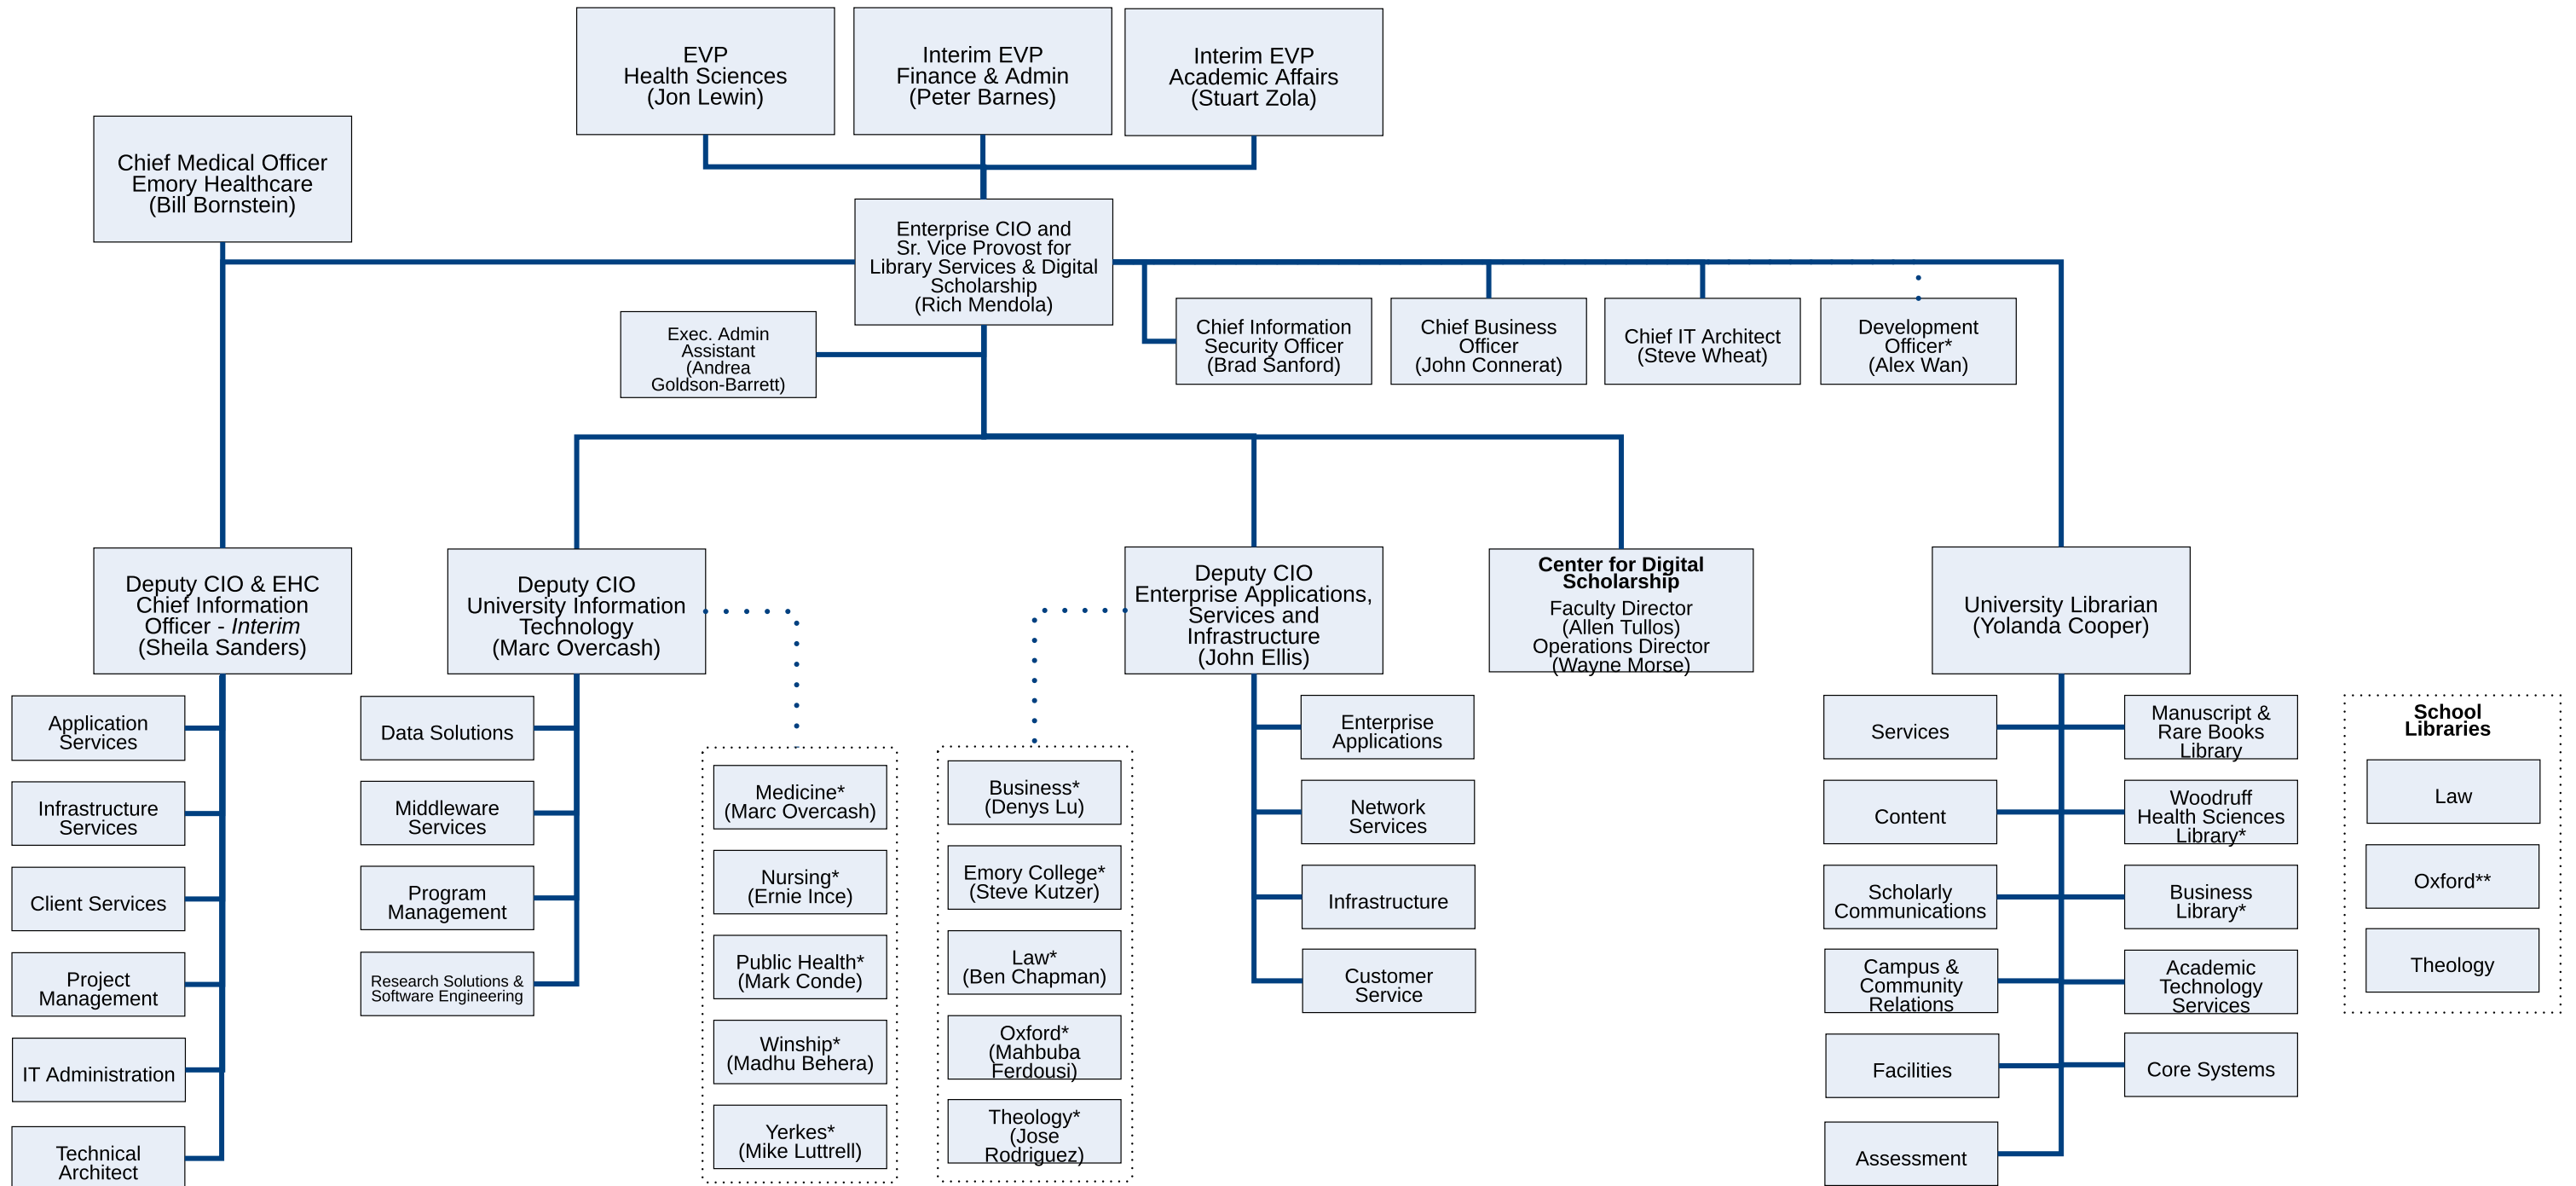 EVP
Health Sciences
(Jon Lewin)
Interim EVP
Finance & Admin
(Peter Barnes)
Interim EVP
Academic Affairs
(Stuart Zola)
Chief Medical Officer
Emory Healthcare
(Bill Bornstein)
Enterprise CIO and
Sr. Vice Provost for
Library Services & Digital
Scholarship
(Rich Mendola)
Exec. Admin
Assistant
(Andrea
Goldson-Barrett)
Chief Information
Security Officer
(Brad Sanford)
Chief Business
Officer
(John Connerat)
Chief IT Architect
(Steve Wheat)
Development
Officer*
(Alex Wan)
Deputy CIO & EHC
Chief Information
Officer - Interim
(Sheila Sanders)
Deputy CIO
University Information
Technology
(Marc Overcash)
Deputy CIO
Enterprise Applications,
Services and
Infrastructure
(John Ellis)
Center for Digital
Scholarship
Faculty Director
(Allen Tullos)
Operations Director
(Wayne Morse)
University Librarian
(Yolanda Cooper)
Application
Services
Infrastructure
Services
Client Services
Project
Management
IT Administration
Technical
Architect
Data Solutions
Middleware
Services
Program
Management
Research Solutions &
Software Engineering
Medicine*
(Marc Overcash)
Nursing*
(Ernie Ince)
Public Health*
(Mark Conde)
Winship*
(Madhu Behera)
Yerkes*
(Mike Luttrell)
Business*
(Denys Lu)
Emory College*
(Steve Kutzer)
Law*
(Ben Chapman)
Oxford*
(Mahbuba
Ferdousi)
Theology*
(Jose
Rodriguez)
Enterprise
Applications
Network
Services
Infrastructure
Customer
Service
Services
Content
Scholarly
Communications
Campus &
Community
Relations
Facilities
Assessment
Manuscript &
Rare Books
Library
Woodruff
Health Sciences
Library*
Business
Library*
Academic
Technology
Services
Core Systems
School
Libraries
Law
Oxford**
Theology